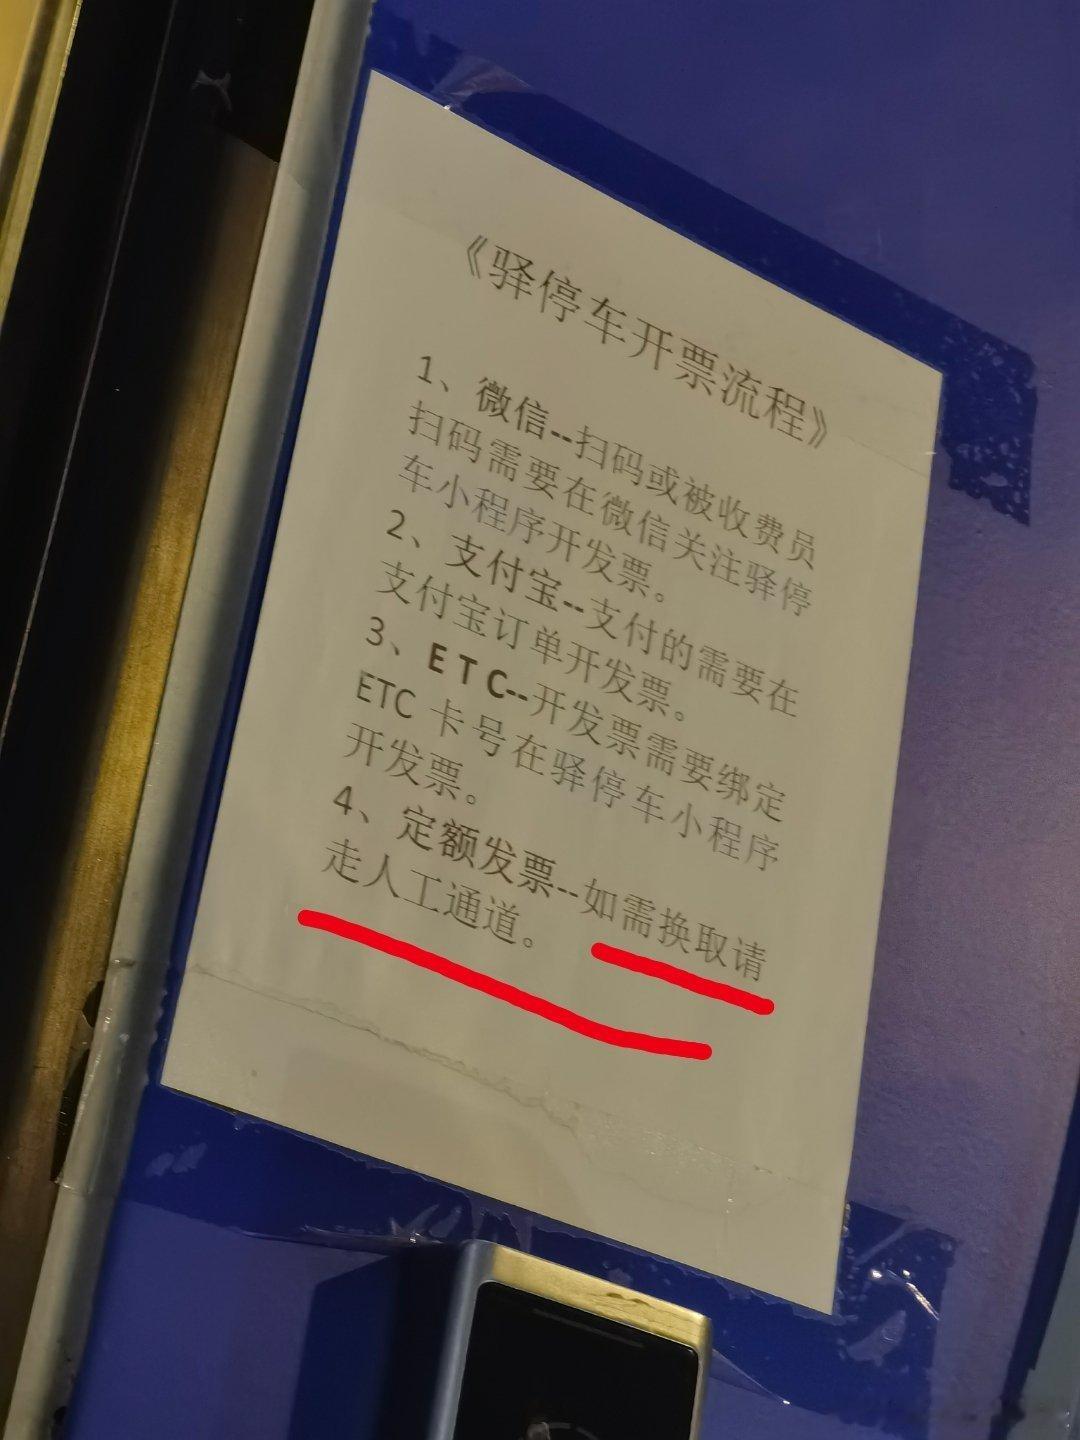 《驿停车开票流程》
1、微信--扫码或被收费员
扫码需要在微信关注驿停
车小程序开发票。
2、支付宝--支付的需要在
支付宝订单开发票。
3、ETC--开发票需要绑定
ETC 卡号在驿停车小程序
开发票。
4、定额发票--如需换取请
走人工通道。